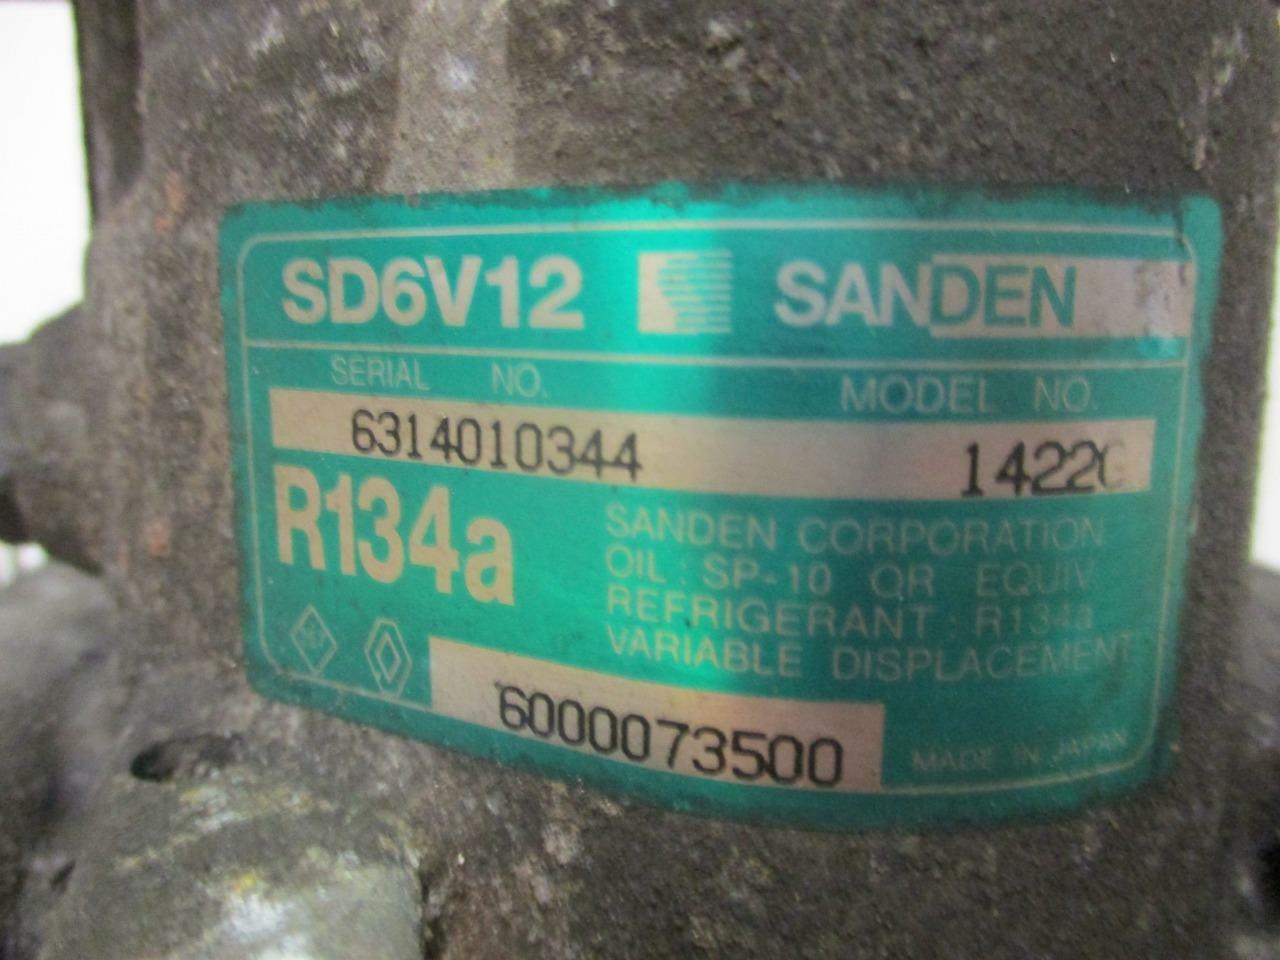 SD6V12 SANDEN
SERIAL NO. MODEL NO.
6314010344 1422C
R134a
SANDEN CORPORATION
OIL : SP-10 OR EQUIV.
REFRIGERANT : R134a
VARIABLE DISPLACEMENT
6000073500
MADE IN JAPAN